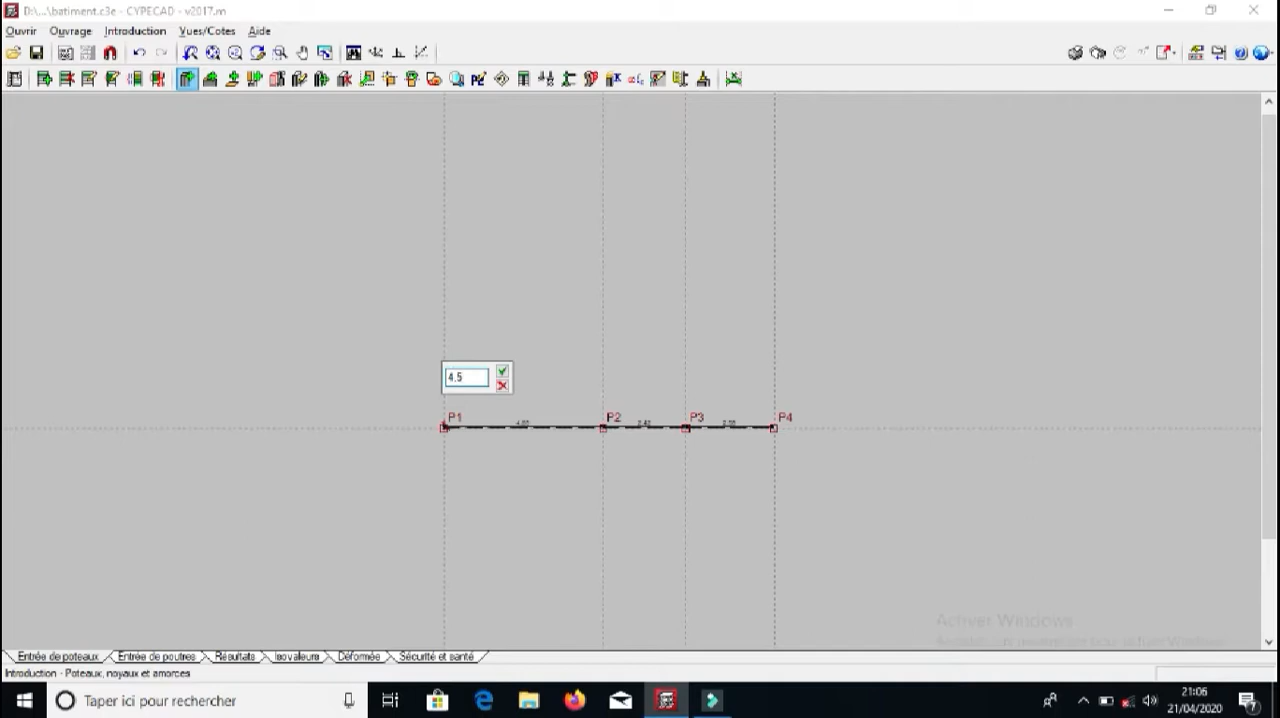 D:\...\batiment.c3e - CYPECAD - v2017.m
Ouvrir Ouvrage Introduction Vues/Cotes Aide
4.5
P1 P2 P3 P4
Activer Windows
Entrée de poteaux Entrée de poutres Résultats Isovaleurs Déformée Sécurité et santé
Introduction - Poteaux, noyaux et amorces
Taper ici pour rechercher
21:06
21/04/2020
7